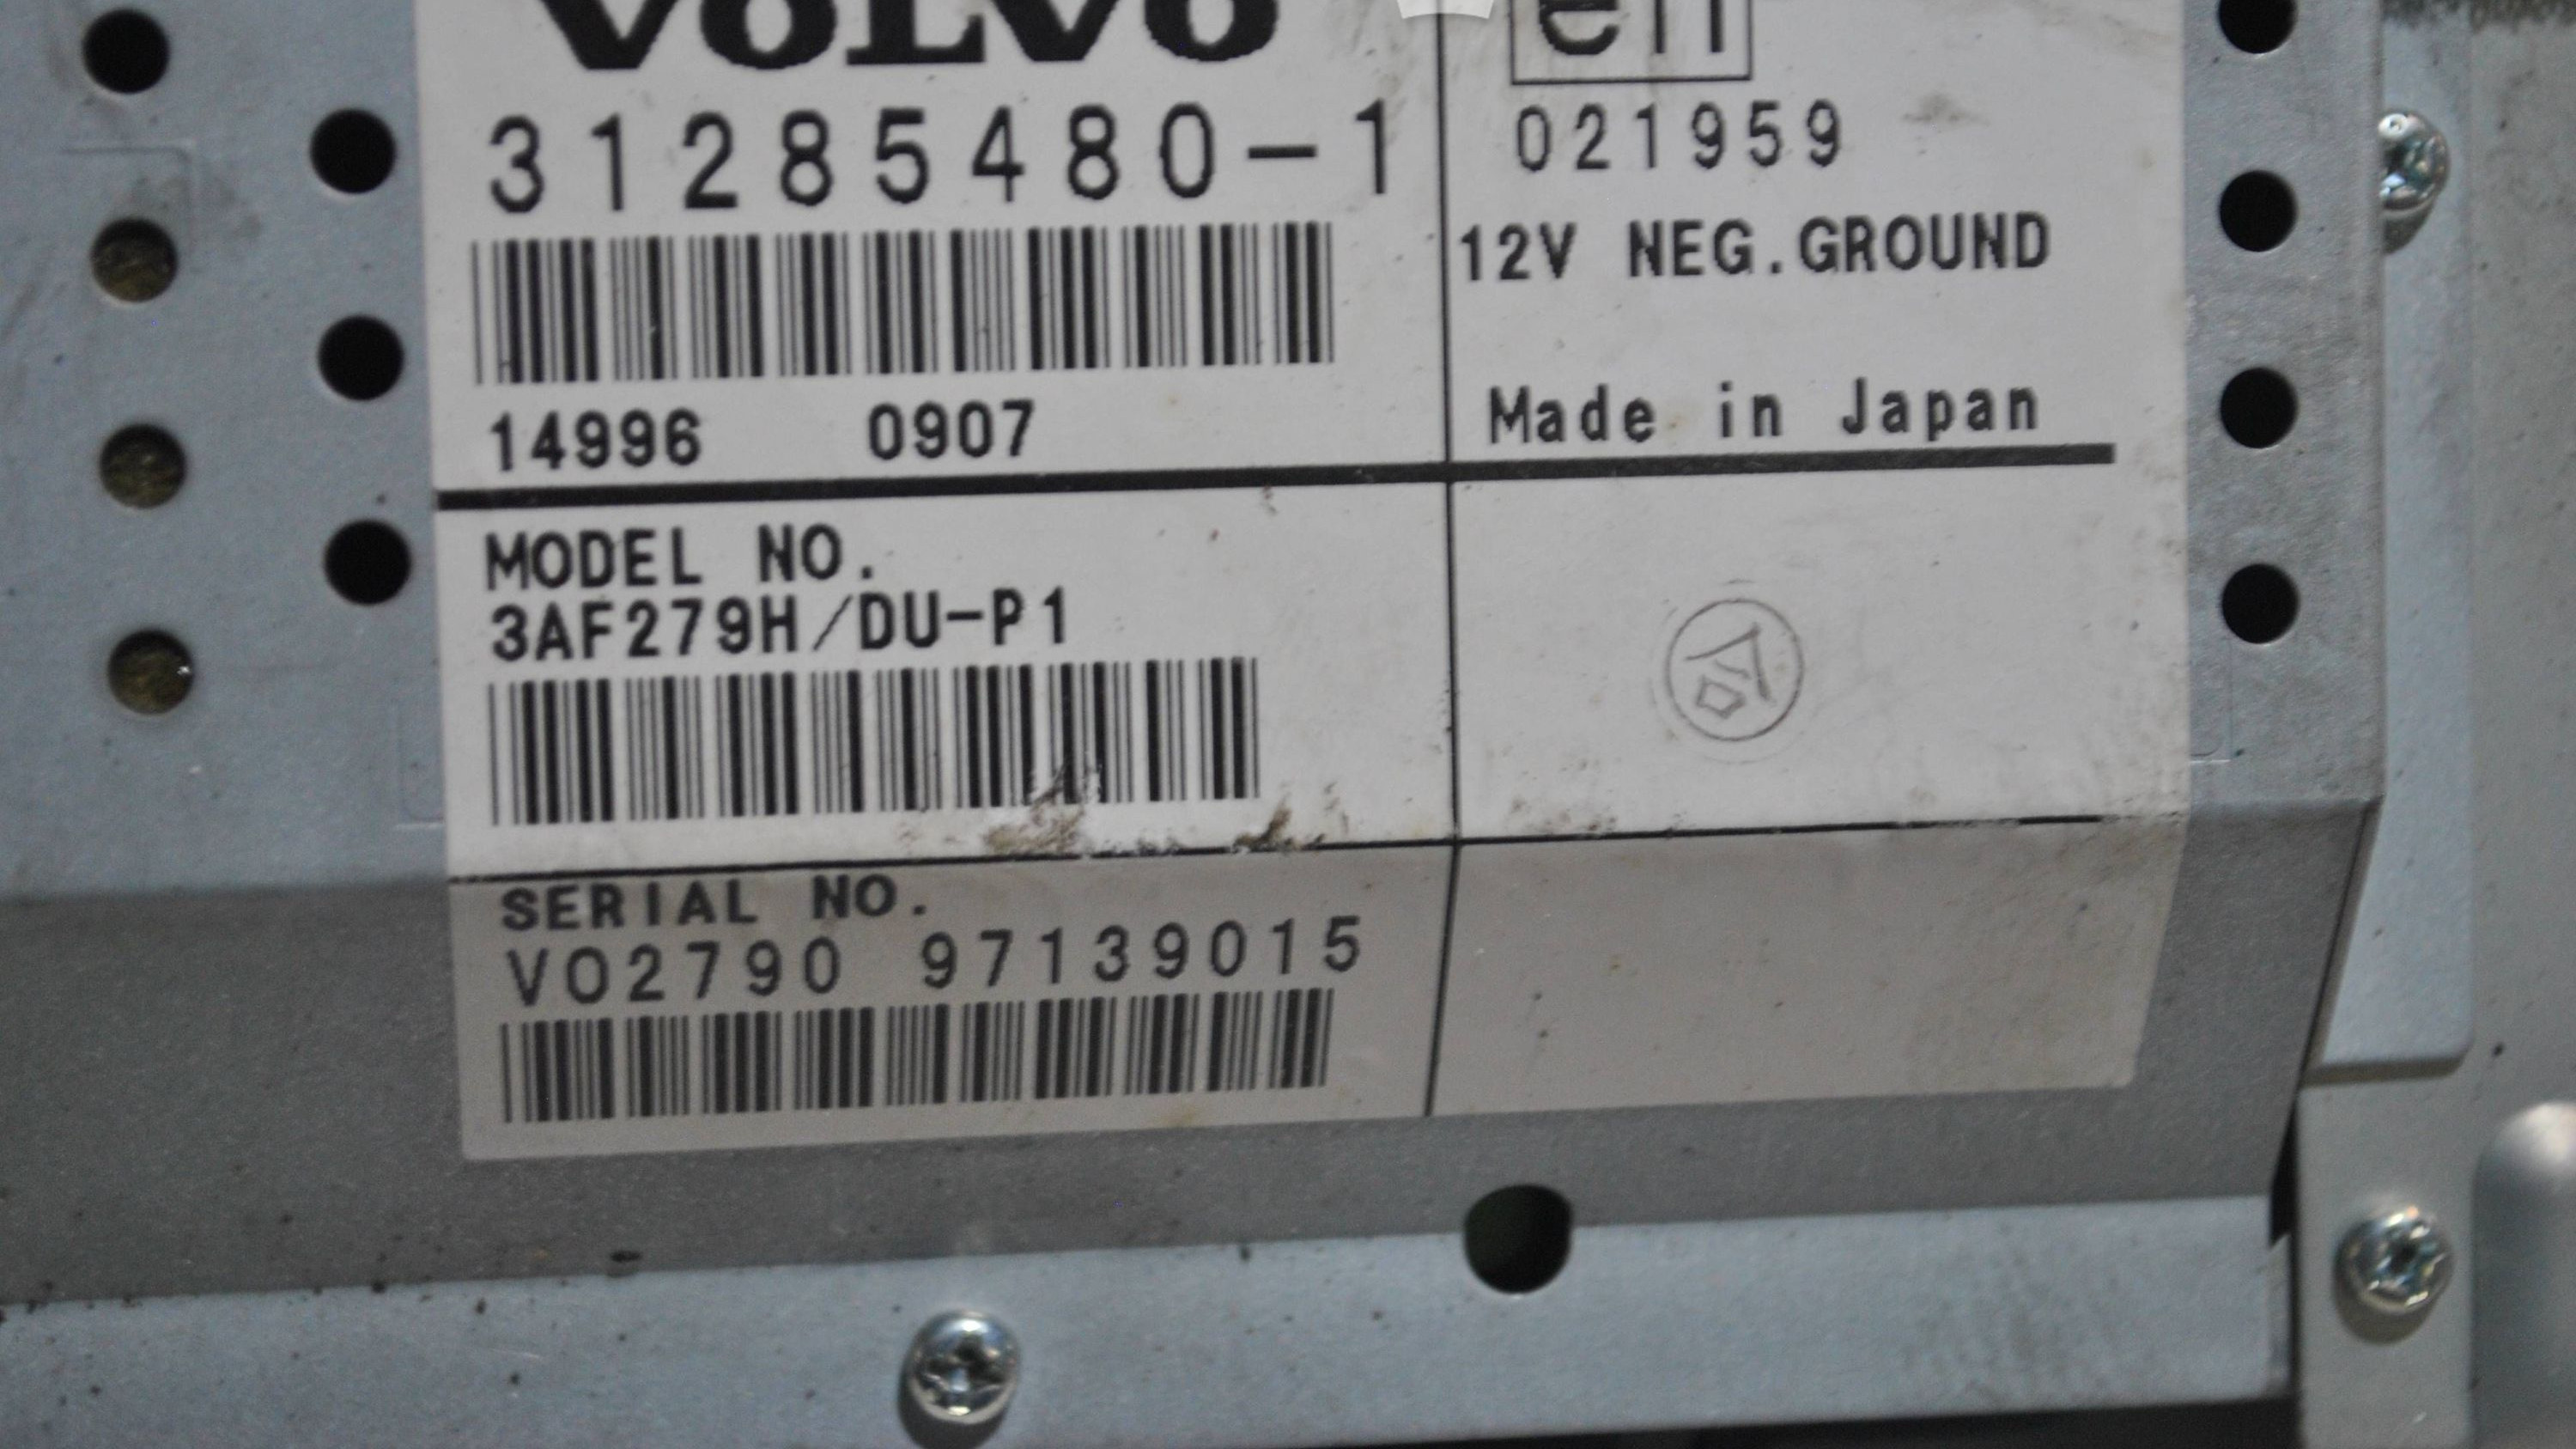 VOLVO
e11
31285480-1
021959
12V NEG.GROUND
14996 0907
Made in Japan
MODEL NO.
3AF279H/DU-P1
SERIAL NO.
VO2790 97139015